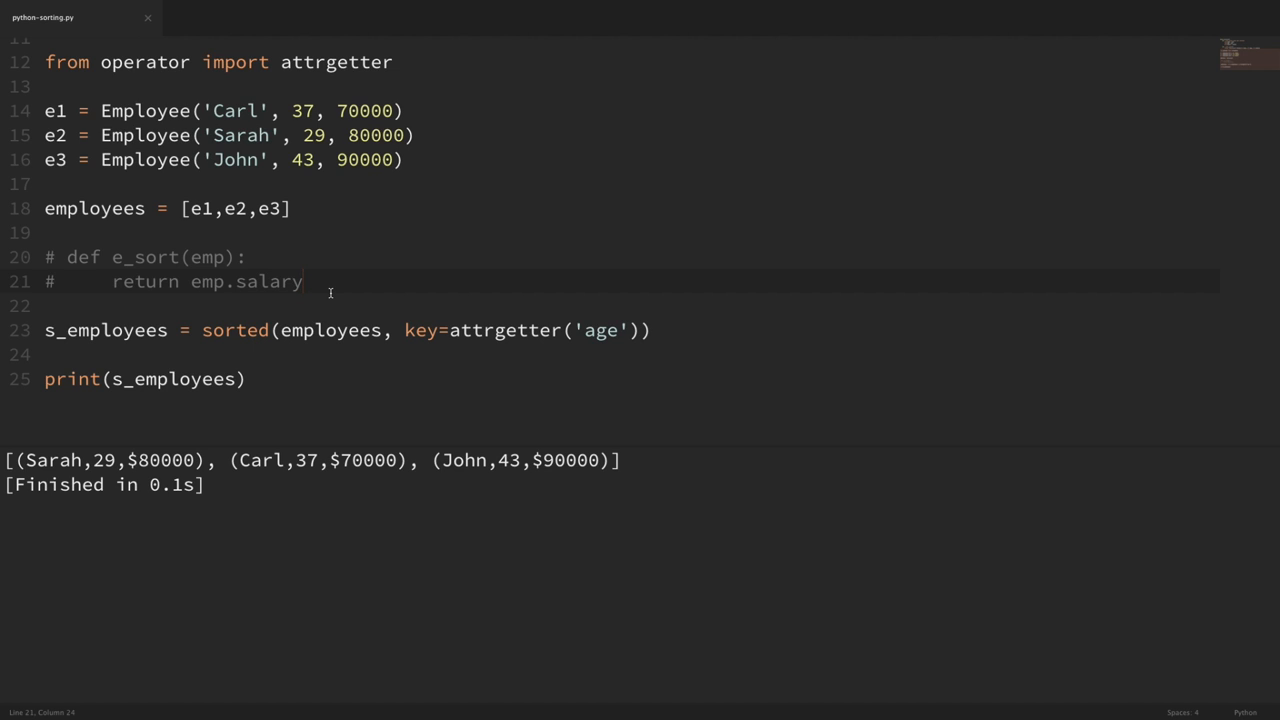 python-sorting.py ×
11
12 from operator import attrgetter
13
14 e1 = Employee('Carl', 37, 70000)
15 e2 = Employee('Sarah', 29, 80000)
16 e3 = Employee('John', 43, 90000)
17
18 employees = [e1,e2,e3]
19
20 # def e_sort(emp):
21 #     return emp.salary
22
23 s_employees = sorted(employees, key=attrgetter('age'))
24
25 print(s_employees)
[(Sarah,29,$80000), (Carl,37,$70000), (John,43,$90000)]
[Finished in 0.1s]
Line 21, Column 24 Spaces: 4 Python